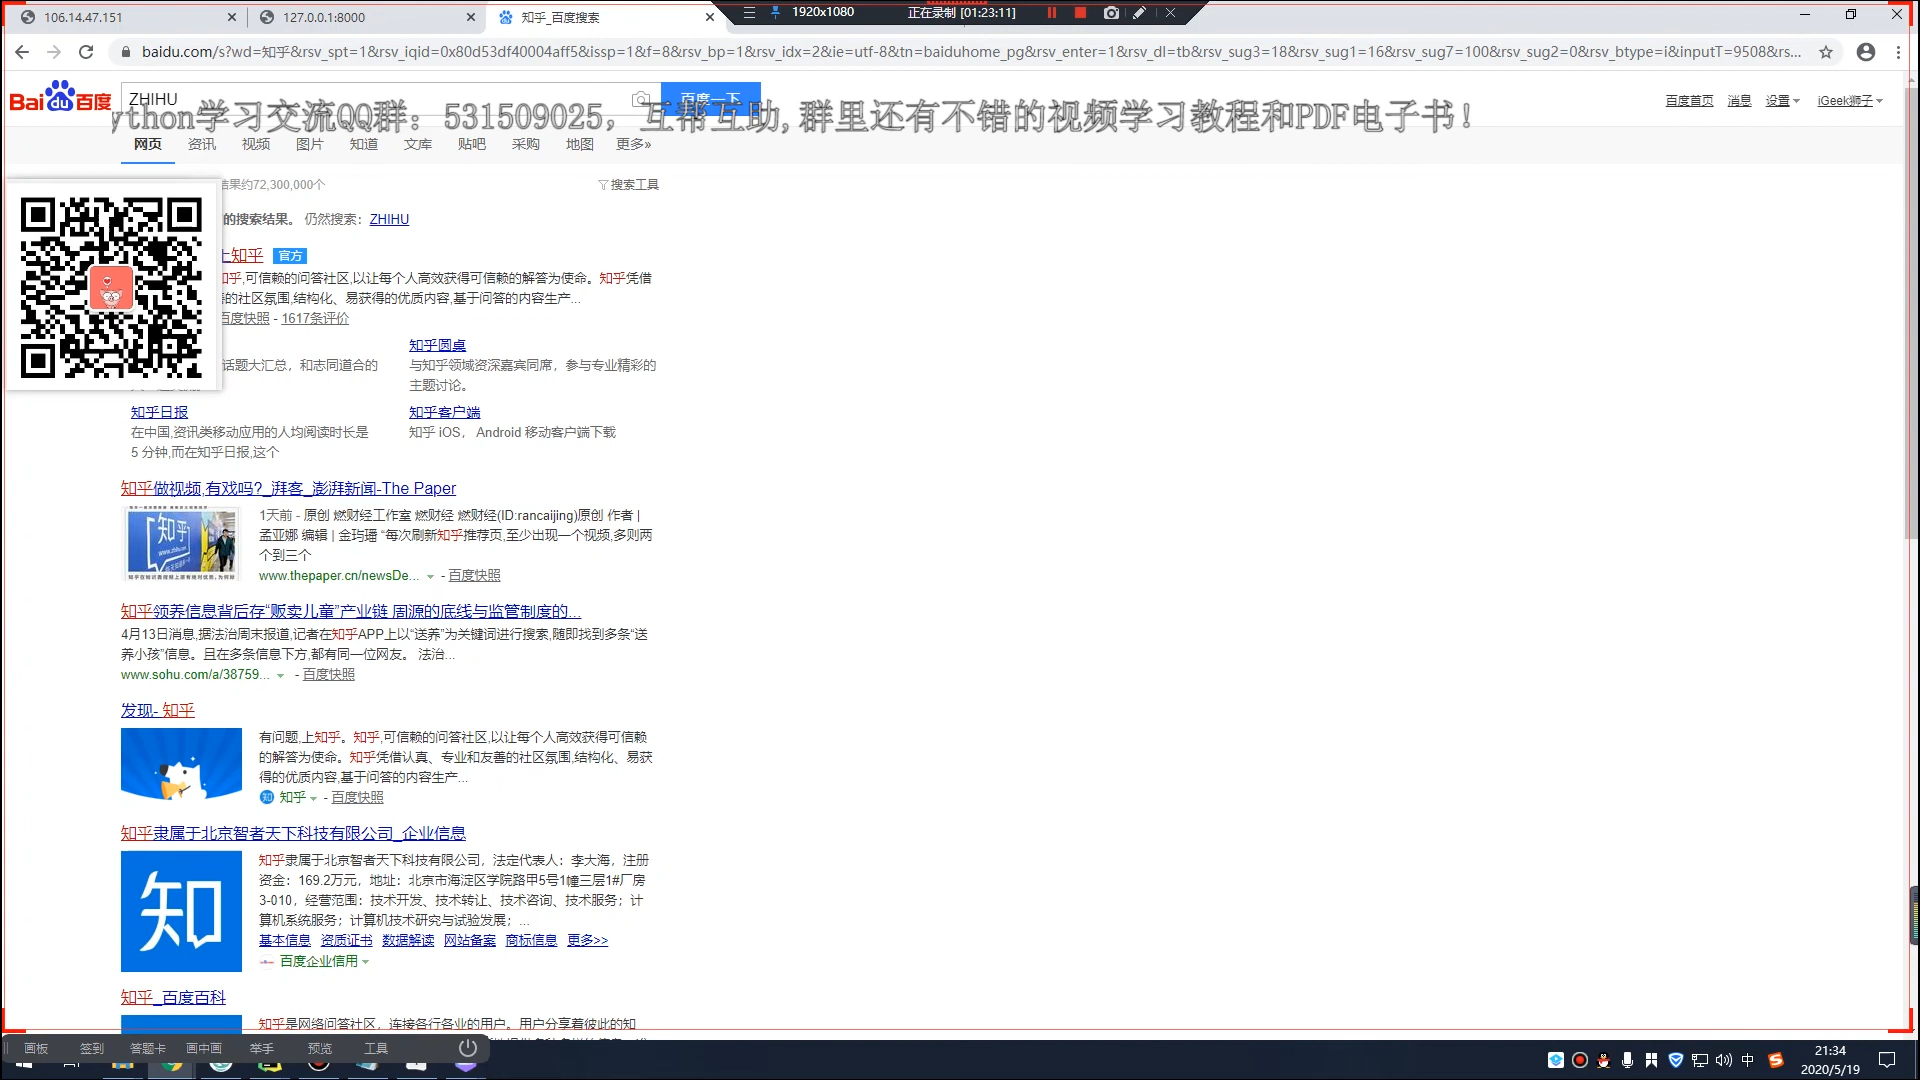 106.14.47.151
127.0.0.1:8000
知乎_百度搜索
1920x1080
正在录制 [01:23:11]
baidu.com/s?wd=知乎&rsv_spt=1&rsv_iqid=0x80d53df40004aff5&issp=1&f=8&rsv_bp=1&rsv_idx=2&ie=utf-8&tn=baiduhome_pg&rsv_enter=1&rsv_dl=tb&rsv_sug3=18&rsv_sug1=16&rsv_sug7=100&rsv_sug2=0&rsv_btype=i&inputT=9508&rs...
Bai du 百度
ZHIHU
百度一下
百度首页 消息 设置 iGeek狮子
ython学习交流QQ群：531509025，互帮互助,群里还有不错的视频学习教程和PDF电子书！
网页 资讯 视频 图片 知道 文库 贴吧 采购 地图 更多»
结果约72,300,000个
搜索工具
的搜索结果。 仍然搜索： ZHIHU
上知乎 官方
知乎,可信赖的问答社区,以让每个人高效获得可信赖的解答为使命。知乎凭借
的社区氛围,结构化、易获得的优质内容,基于问答的内容生产...
百度快照 - 1617条评价
知乎圆桌
话题大汇总，和志同道合的
与知乎领域资深嘉宾同席，参与专业精彩的
主题讨论。
知乎日报
知乎客户端
在中国,资讯类移动应用的人均阅读时长是
知乎 iOS， Android 移动客户端下载
5 分钟,而在知乎日报,这个
知乎做视频,有戏吗?_湃客_澎湃新闻-The Paper
1天前 - 原创 燃财经工作室 燃财经 燃财经(ID:rancaijing)原创 作者 |
孟亚娜 编辑 | 金玙璠 “每次刷新知乎推荐页,至少出现一个视频,多则两
个到三个
www.thepaper.cn/newsDe... - 百度快照
知乎领养信息背后存“贩卖儿童”产业链 周源的底线与监管制度的...
4月13日消息,据法治周末报道,记者在知乎APP上以“送养”为关键词进行搜索,随即找到多条“送
养小孩”信息。且在多条信息下方,都有同一位网友。 法治...
www.sohu.com/a/38759... - 百度快照
发现- 知乎
有问题,上知乎。知乎,可信赖的问答社区,以让每个人高效获得可信赖
的解答为使命。知乎凭借认真、专业和友善的社区氛围,结构化、易获
得的优质内容,基于问答的内容生产...
知 知乎 - 百度快照
知乎隶属于北京智者天下科技有限公司_企业信息
知
知乎隶属于北京智者天下科技有限公司，法定代表人：李大海，注册
资金：169.2万元，地址：北京市海淀区学院路甲5号1幢三层1#厂房
3-010，经营范围：技术开发、技术转让、技术咨询、技术服务；计
算机系统服务；计算机技术研究与试验发展；...
基本信息 资质证书 数据解读 网站备案 商标信息 更多>>
百度企业信用
知乎_百度百科
知乎是网络问答社区，连接各行各业的用户。用户分享着彼此的知
画板 签到 答题卡 画中画 举手 预览 工具
中
21:34
2020/5/19